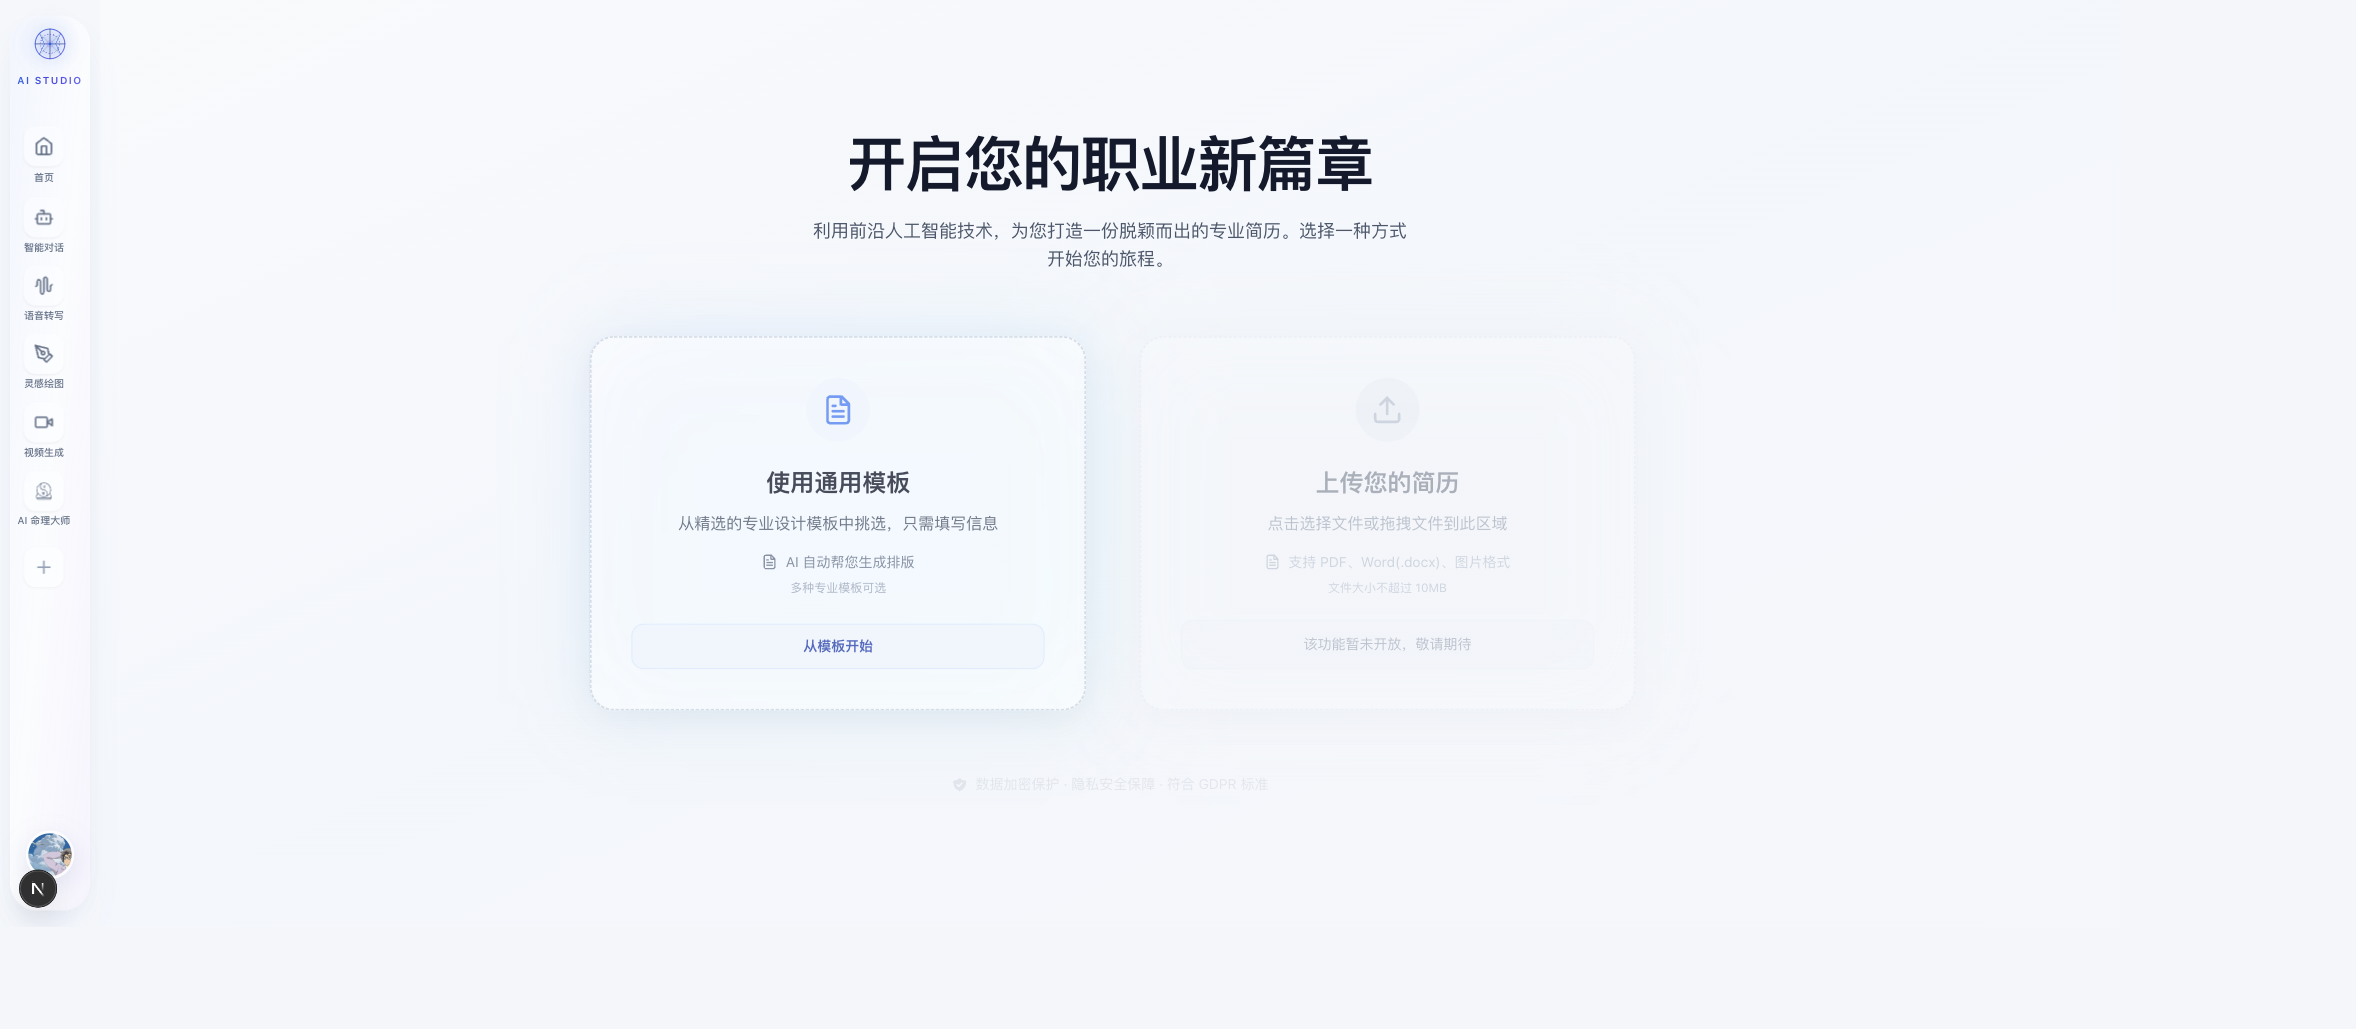 AI STUDIO
首页
智能对话
语音转写
灵感绘图
视频生成
AI 命理大师
N
开启您的职业新篇章
利用前沿人工智能技术，为您打造一份脱颖而出的专业简历。选择一种方式
开始您的旅程。
使用通用模板
从精选的专业设计模板中挑选，只需填写信息
AI 自动帮您生成排版
多种专业模板可选
从模板开始
上传您的简历
点击选择文件或拖拽文件到此区域
支持 PDF、Word(.docx)、图片格式
文件大小不超过 10MB
该功能暂未开放，敬请期待
数据加密保护 · 隐私安全保障 · 符合 GDPR 标准